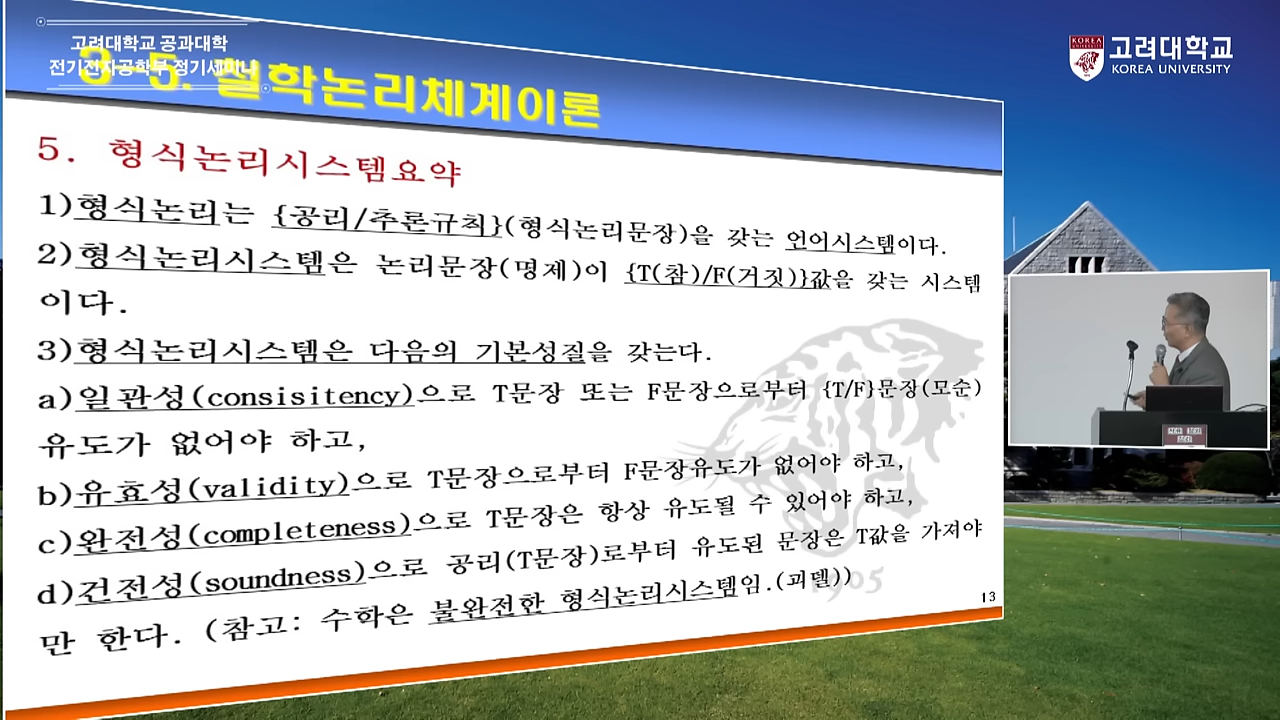 고려대학교 공과대학
전기전자공학부 정기세미나
고려대학교
KOREA UNIVERSITY
3-5. 철학논리체계이론
5. 형식논리시스템요약
1)형식논리는 {공리/추론규칙}(형식논리문장)을 갖는 언어시스템이다.
2)형식논리시스템은 논리문장(명제)이 {T(참)/F(거짓)}값을 갖는 시스템
이다.
3)형식논리시스템은 다음의 기본성질을 갖는다.
a)일관성(consisitency)으로 T문장 또는 F문장으로부터 {T/F}문장(모순)
유도가 없어야 하고,
b)유효성(validity)으로 T문장으로부터 F문장유도가 없어야 하고,
c)완전성(completeness)으로 T문장은 항상 유도될 수 있어야 하고,
d)건전성(soundness)으로 공리(T문장)로부터 유도된 문장은 T값을 가져야
만 한다. (참고: 수학은 불완전한 형식논리시스템임.(괴델))
1905
13